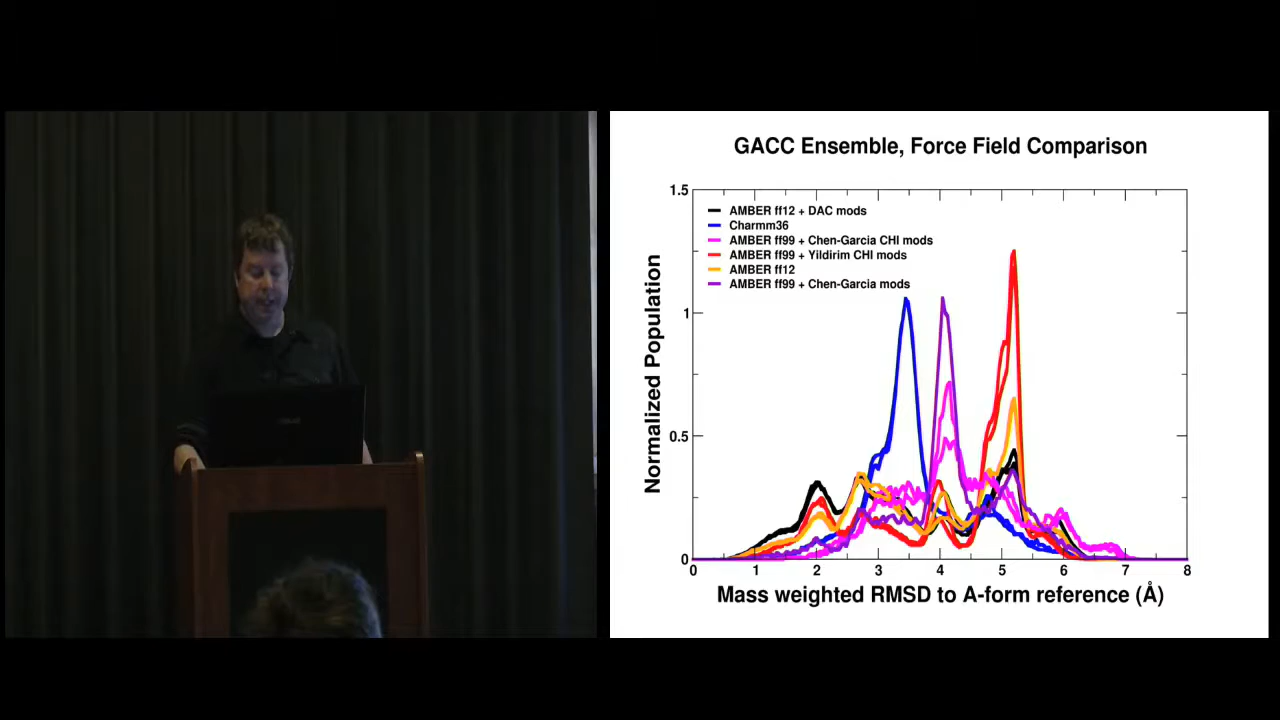 GACC Ensemble, Force Field Comparison
1.5
AMBER ff12 + DAC mods
Charmm36
AMBER ff99 + Chen-Garcia CHI mods
AMBER ff99 + Yildirim CHI mods
AMBER ff12
AMBER ff99 + Chen-Garcia mods
Normalized Population
1
0.5
0
0 1 2 3 4 5 6 7 8
Mass weighted RMSD to A-form reference (Å)